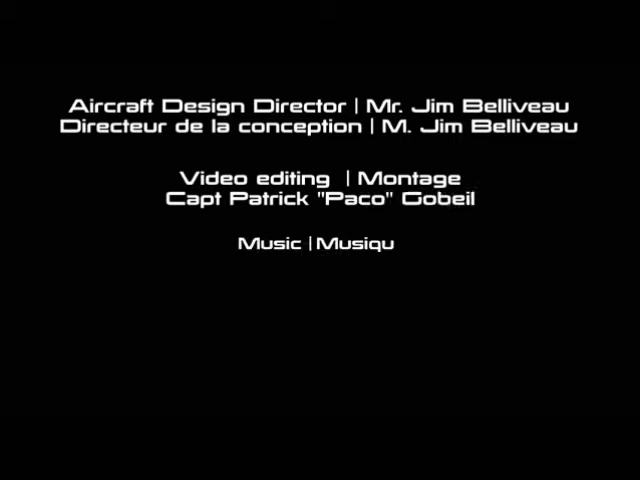 Aircraft Design Director | Mr. Jim Belliveau
Directeur de la conception | M. Jim Belliveau
Video editing | Montage
Capt Patrick "Paco" Gobeil
Music | Musiqu